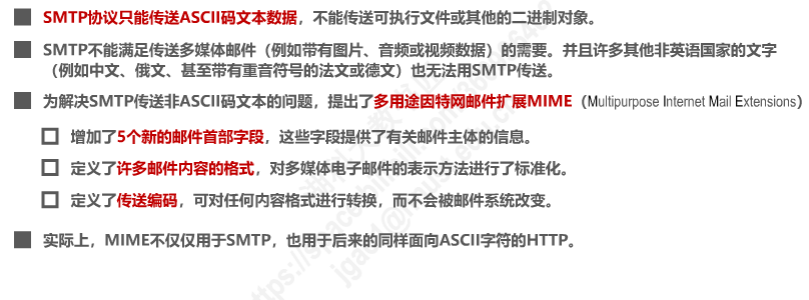 SMTP协议只能传送ASCII码文本数据，不能传送可执行文件或其他的二进制对象。
SMTP不能满足传送多媒体邮件（例如带有图片、音频或视频数据）的需要。并且许多其他非英语国家的文字
（例如中文、俄文、甚至带有重音符号的法文或德文）也无法用SMTP传送。
为解决SMTP传送非ASCII码文本的问题，提出了多用途因特网邮件扩展MIME（Multipurpose Internet Mail Extensions）
增加了5个新的邮件首部字段，这些字段提供了有关邮件主体的信息。
定义了许多邮件内容的格式，对多媒体电子邮件的表示方法进行了标准化。
定义了传送编码，可对任何内容格式进行转换，而不会被邮件系统改变。
实际上，MIME不仅仅用于SMTP，也用于后来的同样面向ASCII字符的HTTP。